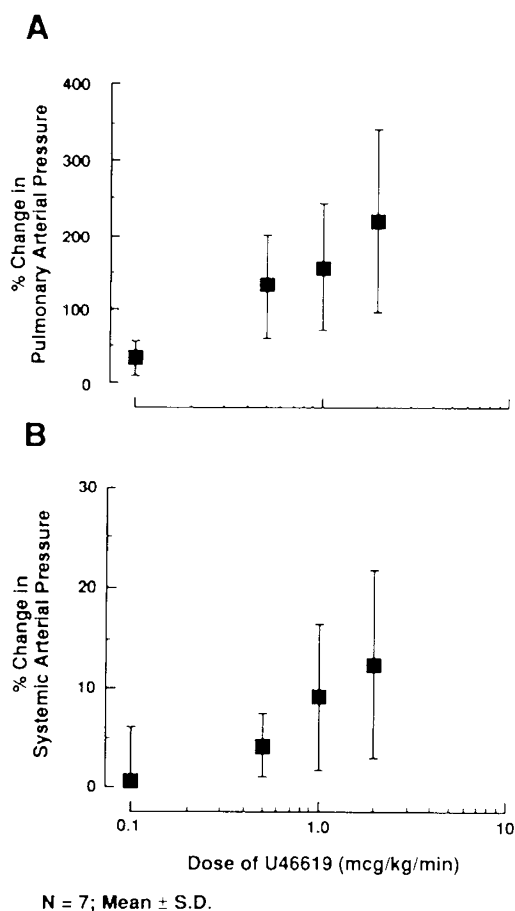 A
400
300
200
100
0
% Change in
Pulmonary Arterial Pressure
B
30
20
10
0
% Change in
Systemic Arterial Pressure
0.1
1.0
10
Dose of U46619 (mcg/kg/min)
N = 7; Mean ± S.D.